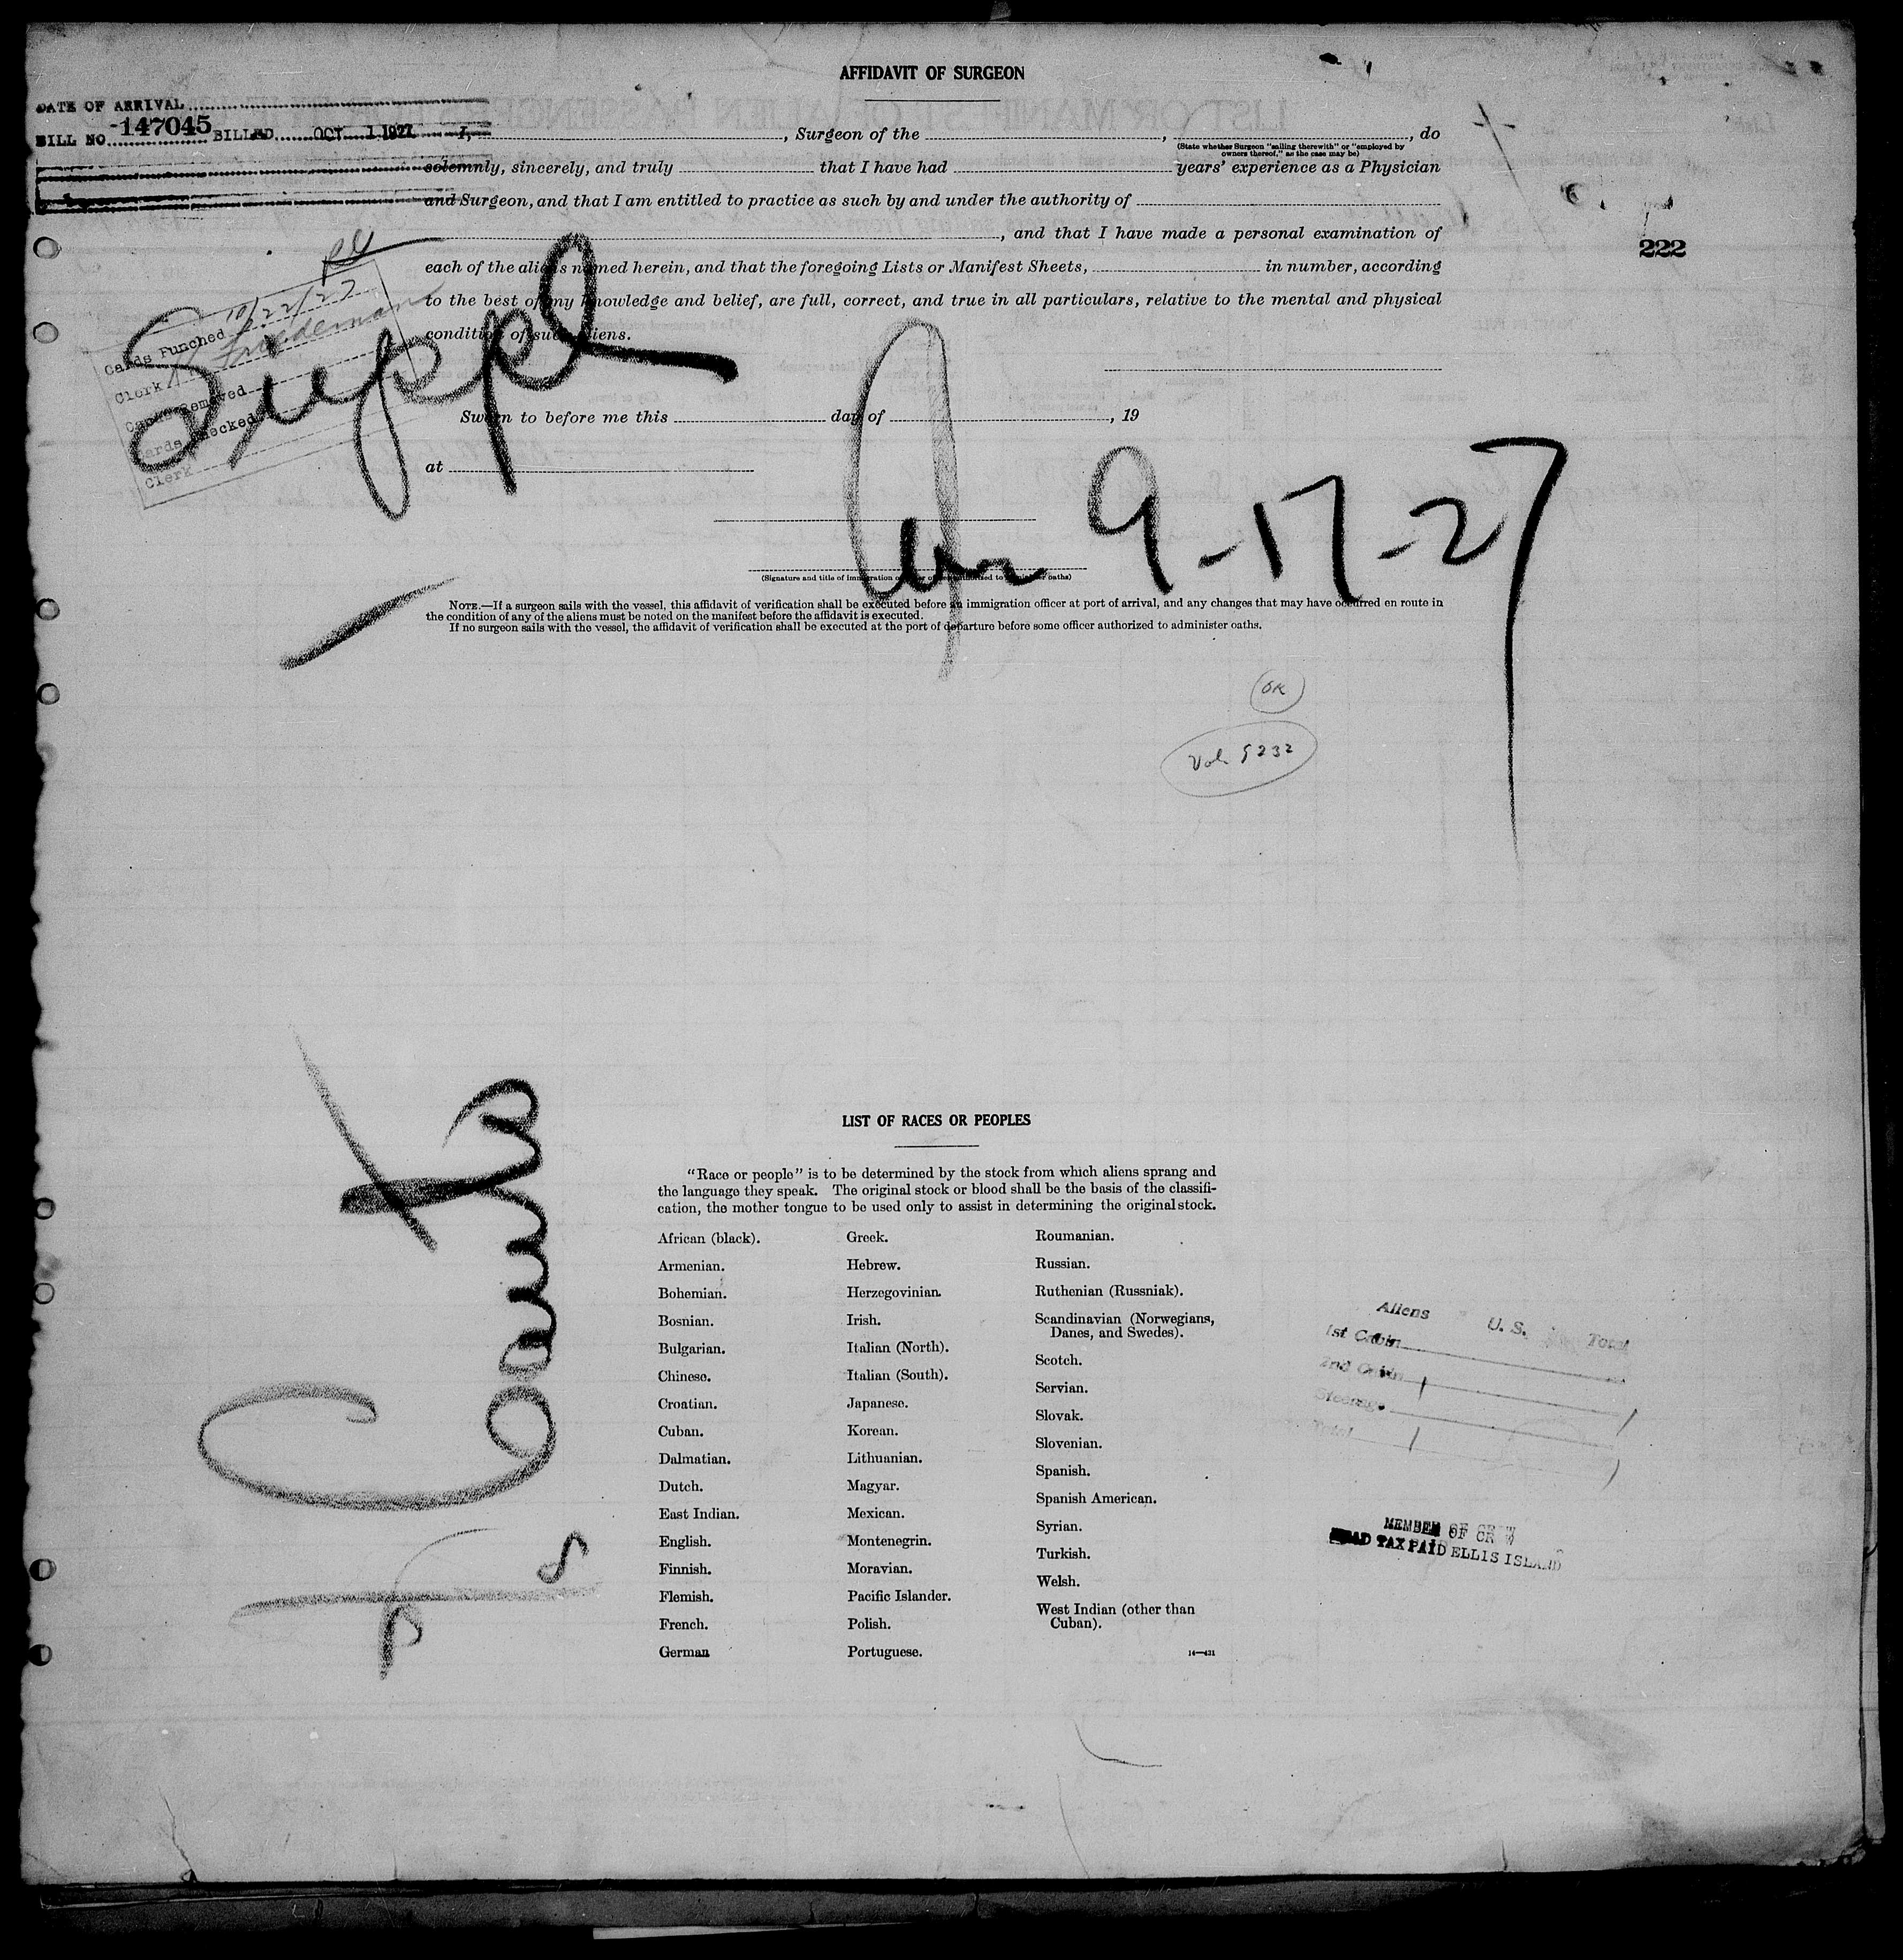 AFFIDAVIT OF SURGEON
DATE OF ARRIVAL
BILL NO. 147045 BILLED OCT 1 1927 I, , Surgeon of the , , do
(State whether Surgeon "sailing therewith" or "employed by
owners thereof," as the case may be)
solemnly, sincerely, and truly that I have had years' experience as a Physician
and Surgeon, and that I am entitled to practice as such by and under the authority of
, and that I have made a personal examination of
222
each of the aliens named herein, and that the foregoing Lists or Manifest Sheets, in number, according
to the best of my knowledge and belief, are full, correct, and true in all particulars, relative to the mental and physical
condition of such aliens.
Cards Punched 10/22/27
Clerk Friedemann
Cards Removed
Cards Checked
Clerk
Suppl
Sworn to before me this day of , 19
at
Arr 9-17-27
(Signature and title of immigration officer or other authorized to administer oaths)
NOTE.—If a surgeon sails with the vessel, this affidavit of verification shall be executed before an immigration officer at port of arrival, and any changes that may have occurred en route in
the condition of any of the aliens must be noted on the manifest before the affidavit is executed.
If no surgeon sails with the vessel, the affidavit of verification shall be executed at the port of departure before some officer authorized to administer oaths.
OK
Vol. 9232
LIST OF RACES OR PEOPLES
"Race or people" is to be determined by the stock from which aliens sprang and
the language they speak. The original stock or blood shall be the basis of the classifi-
cation, the mother tongue to be used only to assist in determining the original stock.
African (black).
Armenian.
Bohemian.
Bosnian.
Bulgarian.
Chinese.
Croatian.
Cuban.
Dalmatian.
Dutch.
East Indian.
English.
Finnish.
Flemish.
French.
German
Greek.
Hebrew.
Herzegovinian.
Irish.
Italian (North).
Italian (South).
Japanese.
Korean.
Lithuanian.
Magyar.
Mexican.
Montenegrin.
Moravian.
Pacific Islander.
Polish.
Portuguese.
Roumanian.
Russian.
Ruthenian (Russniak).
Scandinavian (Norwegians,
Danes, and Swedes).
Scotch.
Servian.
Slovak.
Slovenian.
Spanish.
Spanish American.
Syrian.
Turkish.
Welsh.
West Indian (other than
Cuban).
14—431
Aliens U. S. Total
1st Cabin
2nd Cabin 1 1
Steerage
Total 1 1
MEMBER OF CREW
HEAD TAX PAID ELLIS ISLAND